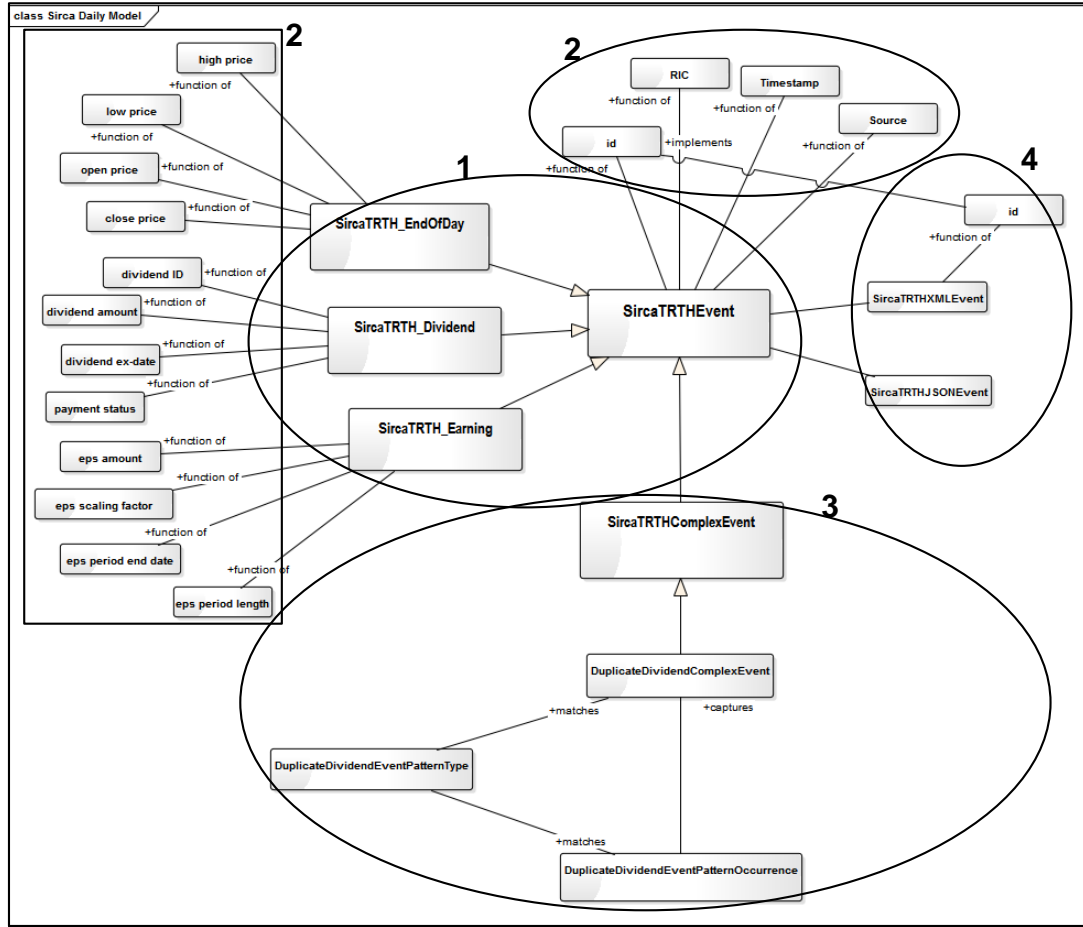 class Sirca Daily Model
2
high price
+function of
low price
+function of
open price
+function of
close price
+function of
dividend ID
+function of
dividend amount
+function of
dividend ex-date
+function of
payment status
+function of
eps amount
+function of
eps scaling factor
+function of
eps period end date
+function of
eps period length
+function of
1
SircaTRTH_EndOfDay
SircaTRTH_Dividend
SircaTRTH_Earning
SircaTRTHEvent
2
RIC
+function of
Timestamp
+function of
Source
+function of
id
+implements
+function of
4
id
+function of
SircaTRTHXMLEvent
SircaTRTHJSONEvent
3
SircaTRTHComplexEvent
DuplicateDividendComplexEvent
+matches
+captures
DuplicateDividendEventPatternType
+matches
DuplicateDividendEventPatternOccurrence